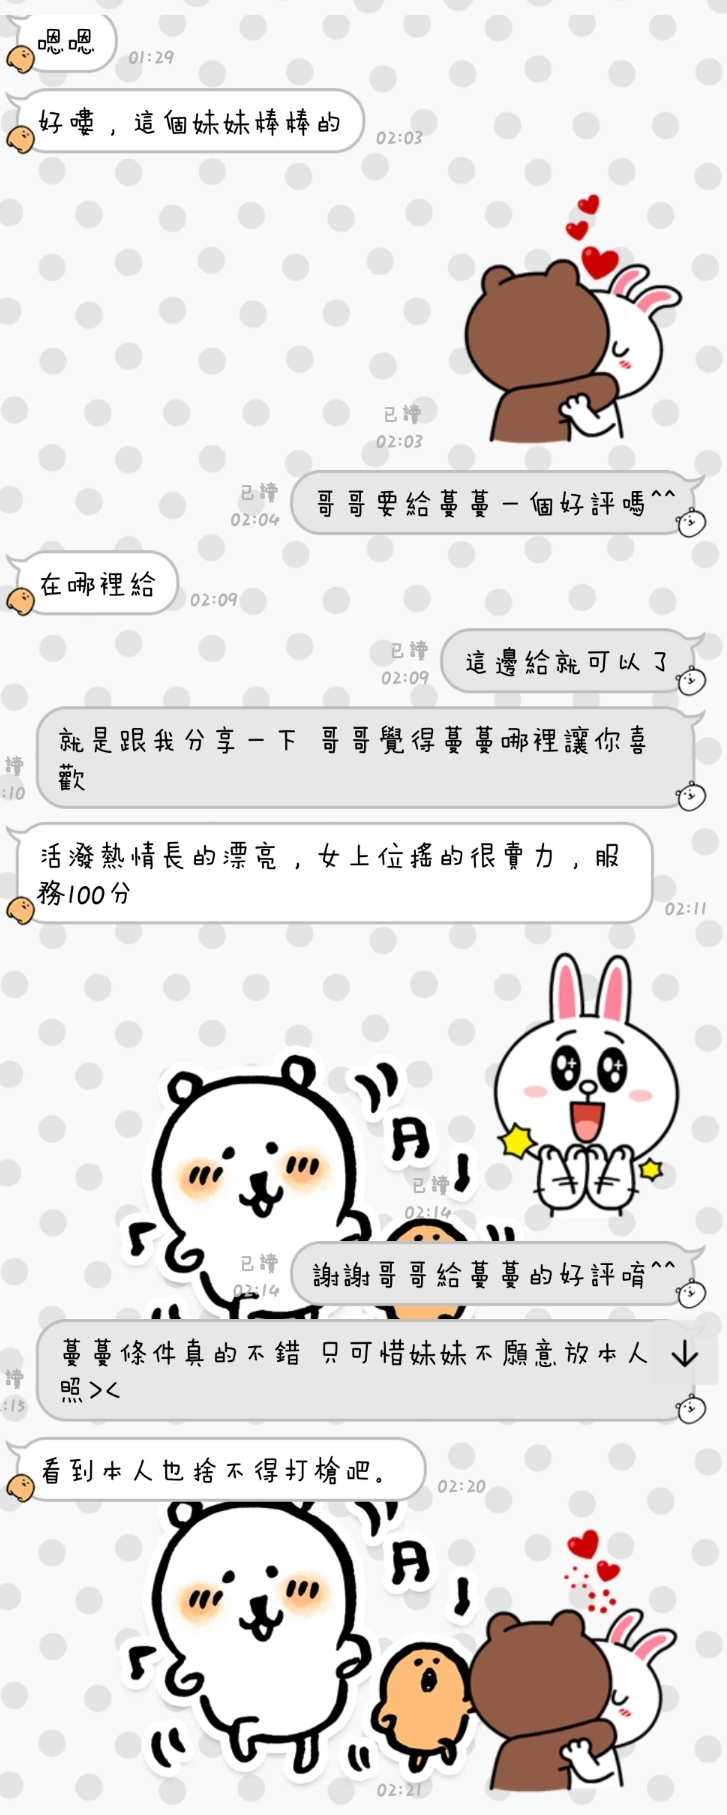 嗯嗯
01:29
好嘍，這個妹妹棒棒的
02:03
已讀
02:03
已讀
02:04
哥哥要給蔓蔓一個好評嗎^^
在哪裡給
02:09
已讀
02:09
這邊給就可以了
就是跟我分享一下 哥哥覺得蔓蔓哪裡讓你喜
歡
讀
:10
活潑熱情長的漂亮，女上位搖的很賣力，服
務100分
02:11
已讀
02:14
已讀
02:14
謝謝哥哥給蔓蔓的好評唷^^
蔓蔓條件真的不錯 只可惜妹妹不願意放本人
照><
讀
:15
看到本人也捨不得打槍吧。
02:20
02:21